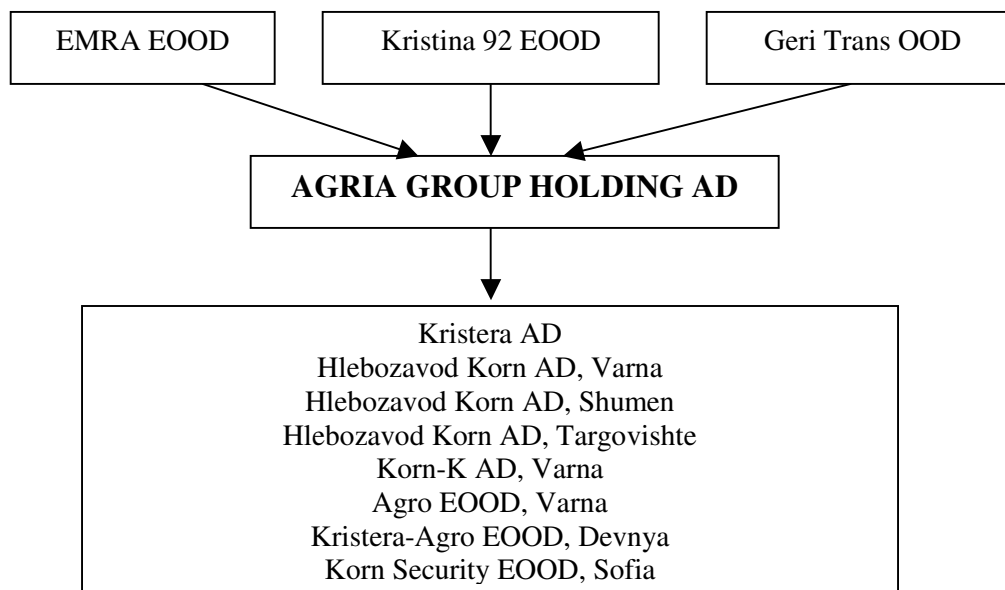 EMRA EOOD
Kristina 92 EOOD
Geri Trans OOD
AGRIA GROUP HOLDING AD
Kristera AD
Hlebozavod Korn AD, Varna
Hlebozavod Korn AD, Shumen
Hlebozavod Korn AD, Targovishte
Korn-K AD, Varna
Agro EOOD, Varna
Kristera-Agro EOOD, Devnya
Korn Security EOOD, Sofia